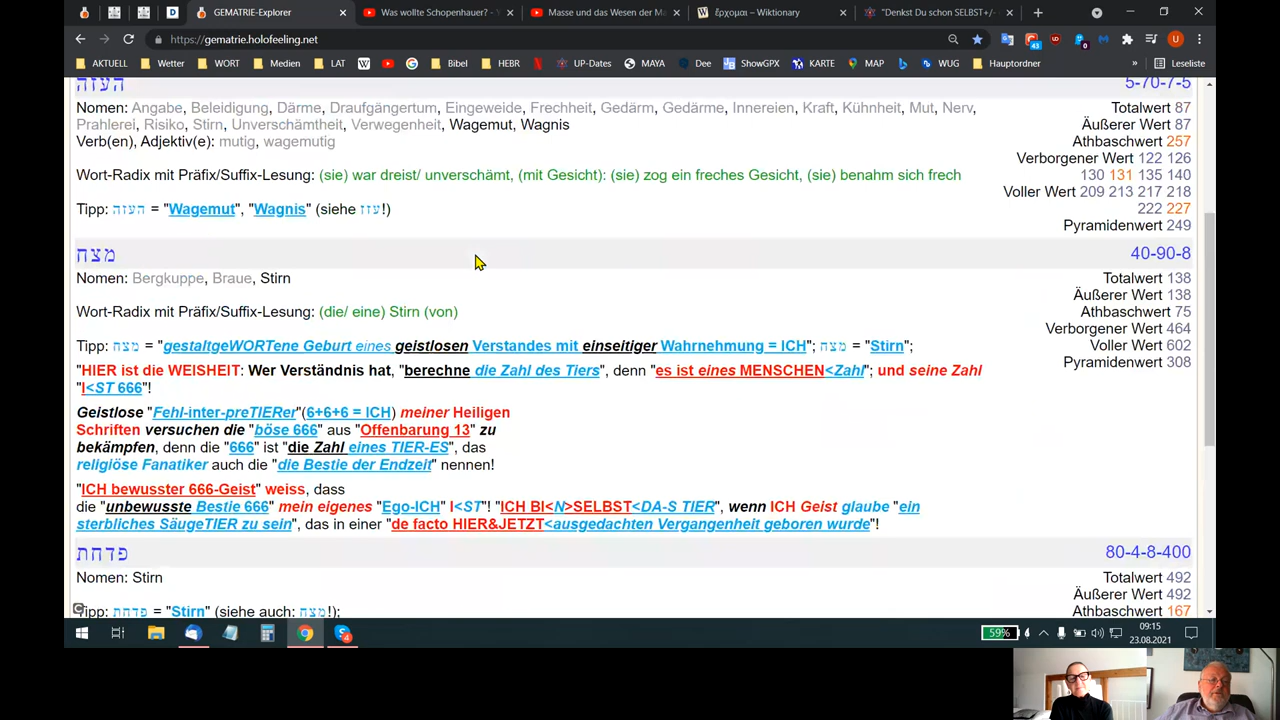 GEMATRIE-Explorer
Was wollte Schopenhauer? -
Masse und das Wesen der Ma
ἔρχομαι – Wiktionary
"Denkst Du schon SELBST+/-
https://gematrie.holofeeling.net
AKTUELL Wetter WORT Medien LAT Bibel HEBR UP-Dates MAYA Dee ShowGPX KARTE MAP WUG Hauptordner Leseliste
העזה 5-70-7-5
Nomen: Angabe, Beleidigung, Därme, Draufgängertum, Eingeweide, Frechheit, Gedärm, Gedärme, Innereien, Kraft, Kühnheit, Mut, Nerv,
Prahlerei, Risiko, Stirn, Unverschämtheit, Verwegenheit, Wagemut, Wagnis
Verb(en), Adjektiv(e): mutig, wagemutig
Wort-Radix mit Präfix/Suffix-Lesung: (sie) war dreist/ unverschämt, (mit Gesicht): (sie) zog ein freches Gesicht, (sie) benahm sich frech
Tipp: העזה = "Wagemut", "Wagnis" (siehe עזז!)
Totalwert 87
Äußerer Wert 87
Athbaschwert 257
Verborgener Wert 122 126
130 131 135 140
Voller Wert 209 213 217 218
222 227
Pyramidenwert 249
מצח 40-90-8
Nomen: Bergkuppe, Braue, Stirn
Wort-Radix mit Präfix/Suffix-Lesung: (die/ eine) Stirn (von)
Tipp: מצח = "gestaltgeWORTene Geburt eines geistlosen Verstandes mit einseitiger Wahrnehmung = ICH"; מצח = "Stirn";
"HIER ist die WEISHEIT: Wer Verständnis hat, "berechne die Zahl des Tiers", denn "es ist eines MENSCHEN<Zahl"; und seine Zahl
"I<ST 666"!
Geistlose "Fehl-inter-preTIERer"(6+6+6 = ICH) meiner Heiligen
Schriften versuchen die "böse 666" aus "Offenbarung 13" zu
bekämpfen, denn die "666" ist "die Zahl eines TIER-ES", das
religiöse Fanatiker auch die "die Bestie der Endzeit" nennen!
"ICH bewusster 666-Geist" weiss, dass
die "unbewusste Bestie 666" mein eigenes "Ego-ICH" I<ST"! "ICH BI<N>SELBST<DA-S TIER", wenn ICH Geist glaube "ein
sterbliches SäugeTIER zu sein", das in einer "de facto HIER&JETZT<ausgedachten Vergangenheit geboren wurde"!
Totalwert 138
Äußerer Wert 138
Athbaschwert 75
Verborgener Wert 464
Voller Wert 602
Pyramidenwert 308
פדחת 80-4-8-400
Nomen: Stirn
Tipp: פדחת = "Stirn" (siehe auch: מצח!);
Totalwert 492
Äußerer Wert 492
Athbaschwert 167
59%
09:15
23.08.2021